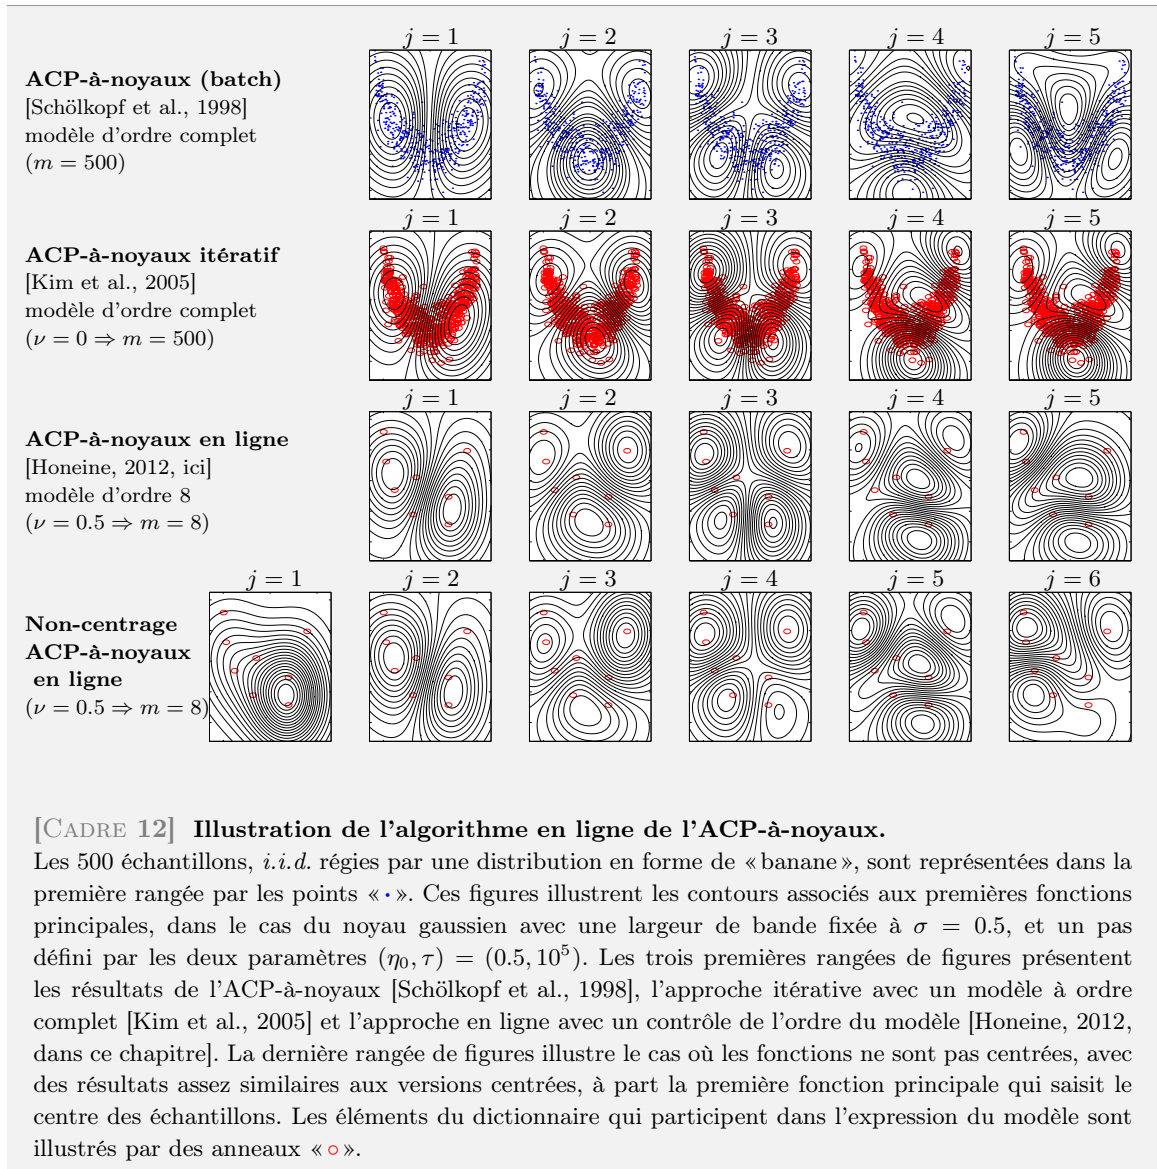 j = 1 j = 2 j = 3 j = 4 j = 5
ACP-à-noyaux (batch)
[Schölkopf et al., 1998]
modèle d'ordre complet
(m = 500)
j = 1 j = 2 j = 3 j = 4 j = 5
ACP-à-noyaux itératif
[Kim et al., 2005]
modèle d'ordre complet
(ν = 0 ⇒ m = 500)
j = 1 j = 2 j = 3 j = 4 j = 5
ACP-à-noyaux en ligne
[Honeine, 2012, ici]
modèle d'ordre 8
(ν = 0.5 ⇒ m = 8)
j = 1 j = 2 j = 3 j = 4 j = 5 j = 6
Non-centrage
ACP-à-noyaux
en ligne
(ν = 0.5 ⇒ m = 8)
[CADRE 12] Illustration de l'algorithme en ligne de l'ACP-à-noyaux.
Les 500 échantillons, i.i.d. régies par une distribution en forme de « banane », sont représentées dans la
première rangée par les points « · ». Ces figures illustrent les contours associés aux premières fonctions
principales, dans le cas du noyau gaussien avec une largeur de bande fixée à σ = 0.5, et un pas
défini par les deux paramètres (η₀, τ) = (0.5, 10⁵). Les trois premières rangées de figures présentent
les résultats de l'ACP-à-noyaux [Schölkopf et al., 1998], l'approche itérative avec un modèle à ordre
complet [Kim et al., 2005] et l'approche en ligne avec un contrôle de l'ordre du modèle [Honeine, 2012,
dans ce chapitre]. La dernière rangée de figures illustre le cas où les fonctions ne sont pas centrées, avec
des résultats assez similaires aux versions centrées, à part la première fonction principale qui saisit le
centre des échantillons. Les éléments du dictionnaire qui participent dans l'expression du modèle sont
illustrés par des anneaux « ○ ».